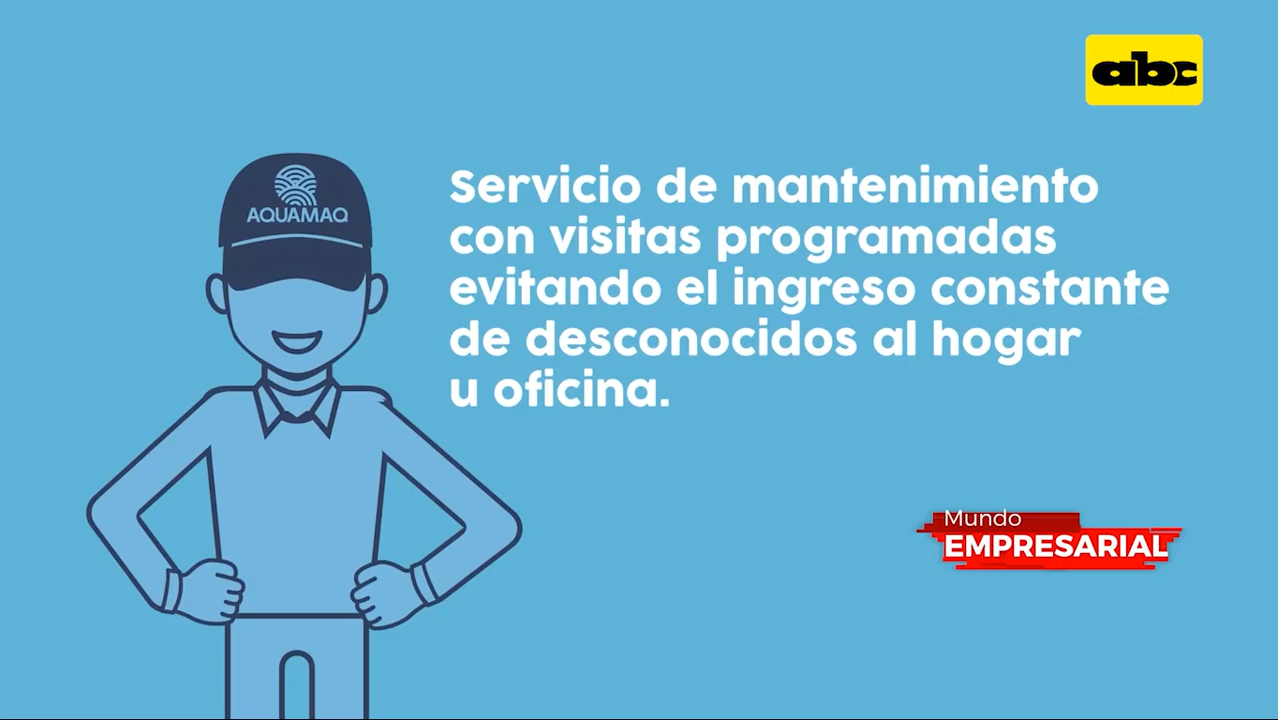 abc
AQUAMAQ
Servicio de mantenimiento
con visitas programadas
evitando el ingreso constante
de desconocidos al hogar
u oficina.
Mundo
EMPRESARIAL